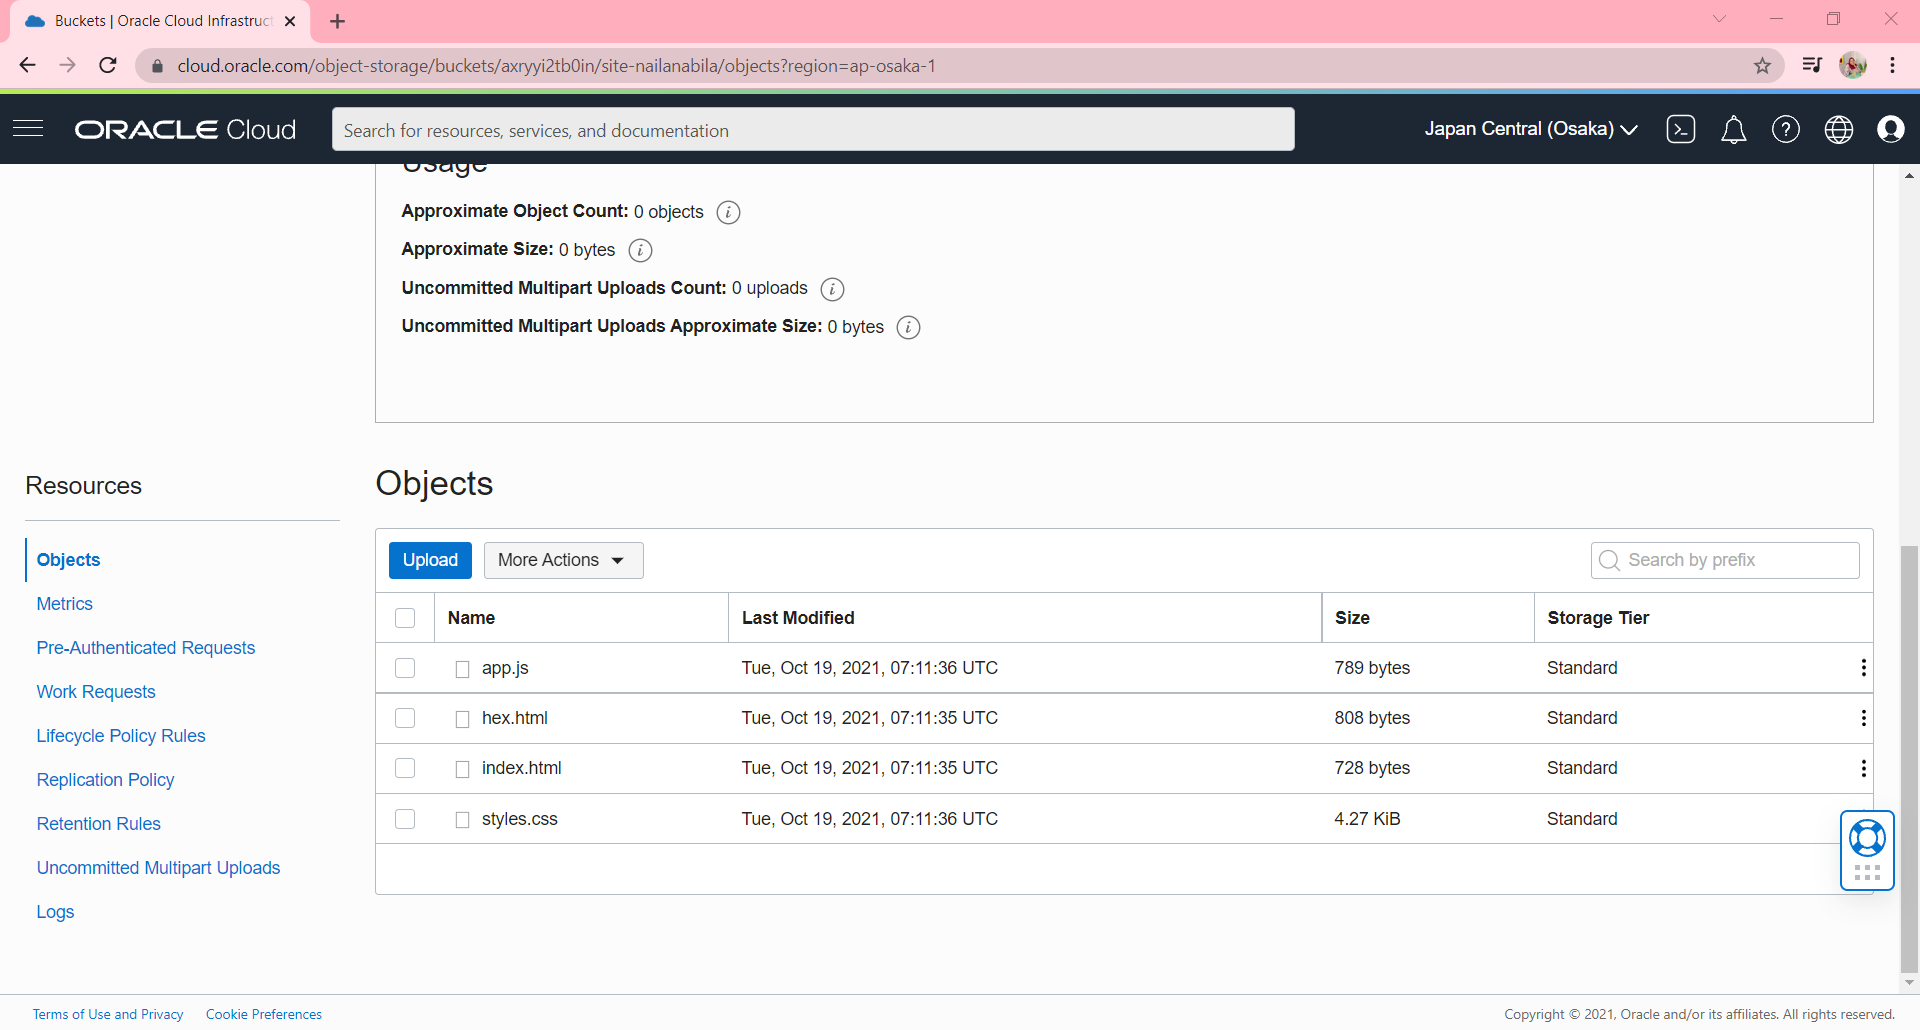 Buckets | Oracle Cloud Infrastruct
cloud.oracle.com/object-storage/buckets/axryyi2tb0in/site-nailanabila/objects?region=ap-osaka-1
ORACLE Cloud
Search for resources, services, and documentation
Japan Central (Osaka)
Usage
Approximate Object Count: 0 objects
Approximate Size: 0 bytes
Uncommitted Multipart Uploads Count: 0 uploads
Uncommitted Multipart Uploads Approximate Size: 0 bytes
Resources
Objects
Metrics
Pre-Authenticated Requests
Work Requests
Lifecycle Policy Rules
Replication Policy
Retention Rules
Uncommitted Multipart Uploads
Logs
Objects
Upload More Actions Search by prefix
Name Last Modified Size Storage Tier
app.js Tue, Oct 19, 2021, 07:11:36 UTC 789 bytes Standard
hex.html Tue, Oct 19, 2021, 07:11:35 UTC 808 bytes Standard
index.html Tue, Oct 19, 2021, 07:11:35 UTC 728 bytes Standard
styles.css Tue, Oct 19, 2021, 07:11:36 UTC 4.27 KiB Standard
Terms of Use and Privacy Cookie Preferences
Copyright © 2021, Oracle and/or its affiliates. All rights reserved.